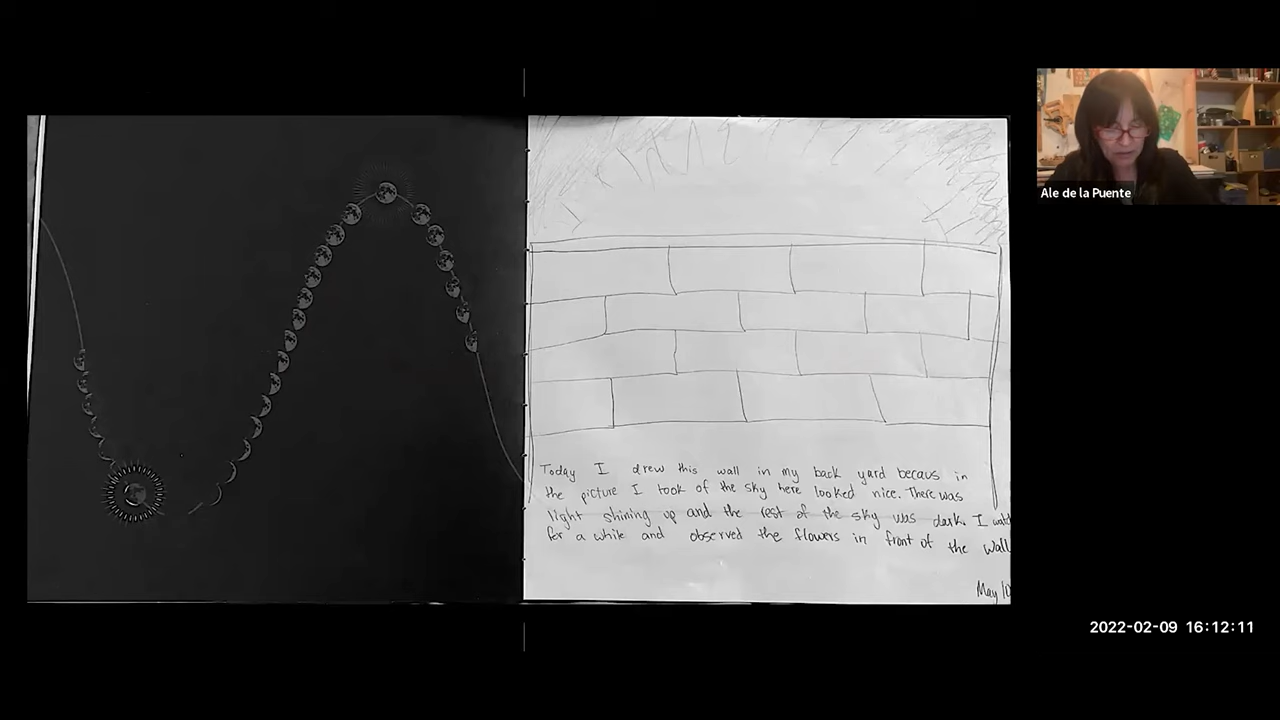 Ale de la Puente
Today I drew this wall in my back yard becaus in
the picture I took of the sky here looked nice. There was
light shining up and the rest of the sky was dark. I
for a while and observed the flowers in front of the wall
May 10
2022-02-09 16:12:11